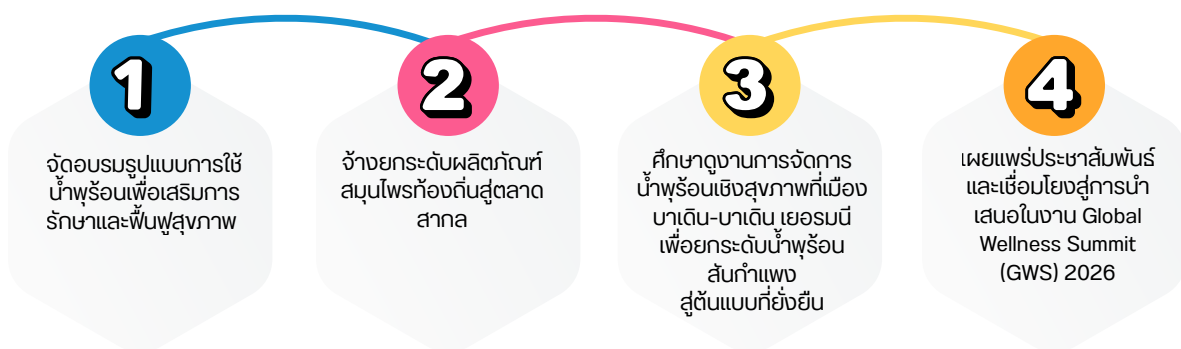 1
จัดอบรมรูปแบบการใช้
น้ำพุร้อนเพื่อเสริมการ
รักษาและฟื้นฟูสุขภาพ
2
จ้างยกระดับผลิตภัณฑ์
สมุนไพรท้องถิ่นสู่ตลาด
สากล
3
ศึกษาดูงานการจัดการ
น้ำพุร้อนเชิงสุขภาพที่เมือง
บาเดิน-บาเดิน เยอรมนี
เพื่อยกระดับน้ำพุร้อน
สันกำแพง
สู่ต้นแบบที่ยั่งยืน
4
เผยแพร่ประชาสัมพันธ์
และเชื่อมโยงสู่การนำ
เสนอในงาน Global
Wellness Summit
(GWS) 2026